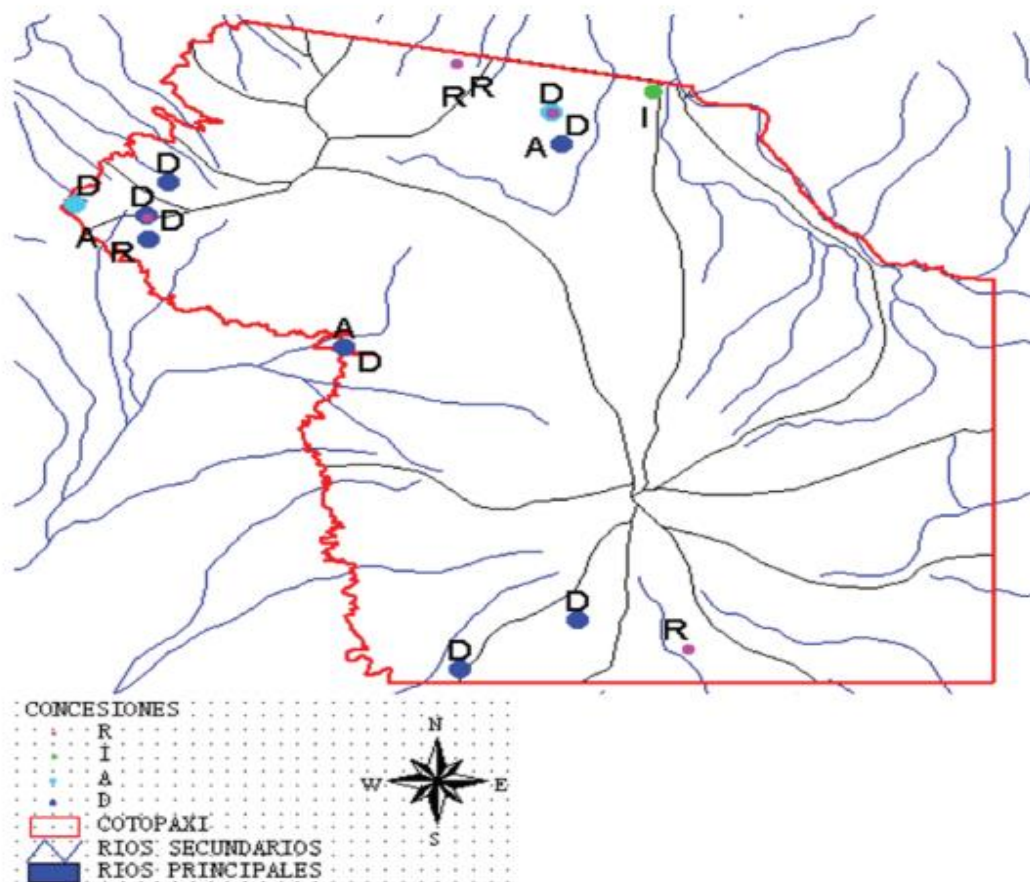 R R
D
D
A
I
D
D
D
D
A
R
A
D
D
D
R
CONCESIONES
R
I
A
D
COTOPAXI
RIOS SECUNDARIOS
RIOS PRINCIPALES
N
W E
S